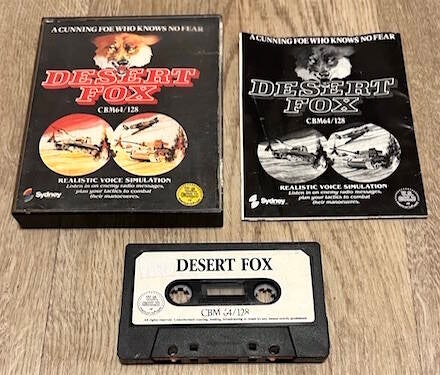 A CUNNING FOE WHO KNOWS NO FEAR
DESERT
FOX
CBM64/128
REALISTIC VOICE SIMULATION
Listen in on enemy radio messages,
plan your tactics to combat
their manoeuvres.
Sydney
U.S.
GOLD
A CUNNING FOE WHO KNOWS NO FEAR
DESERT
FOX
CBM64/128
REALISTIC VOICE SIMULATION
Listen in on enemy radio messages,
plan your tactics to combat
their manoeuvres.
Sydney
U.S.
GOLD
DESERT FOX
U.S.
GOLD
CBM 64/128